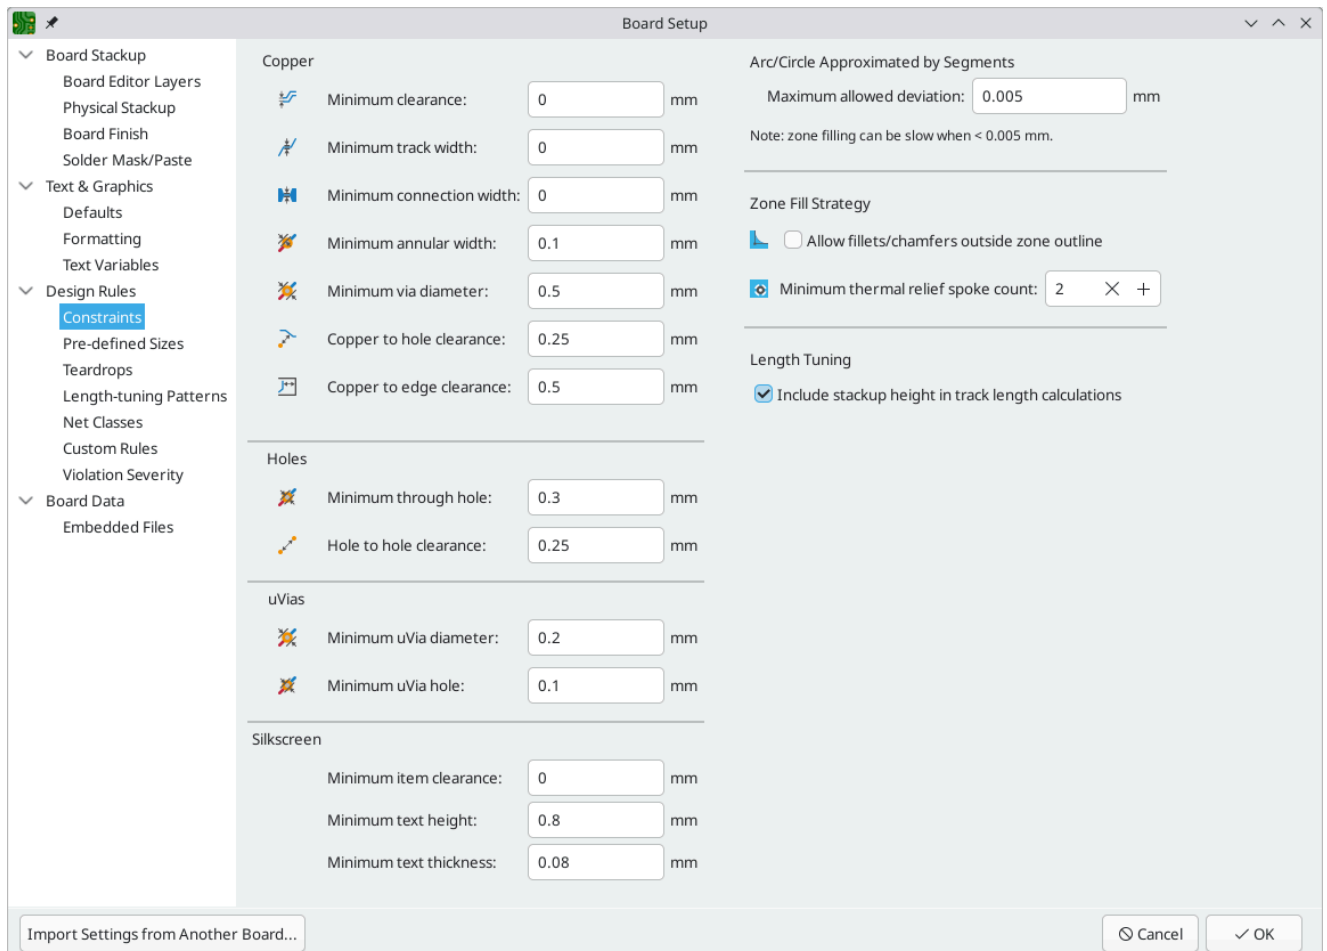 Board Setup
Board Stackup
Board Editor Layers
Physical Stackup
Board Finish
Solder Mask/Paste
Text & Graphics
Defaults
Formatting
Text Variables
Design Rules
Constraints
Pre-defined Sizes
Teardrops
Length-tuning Patterns
Net Classes
Custom Rules
Violation Severity
Board Data
Embedded Files
Copper
Minimum clearance: 0 mm
Minimum track width: 0 mm
Minimum connection width: 0 mm
Minimum annular width: 0.1 mm
Minimum via diameter: 0.5 mm
Copper to hole clearance: 0.25 mm
Copper to edge clearance: 0.5 mm
Holes
Minimum through hole: 0.3 mm
Hole to hole clearance: 0.25 mm
uVias
Minimum uVia diameter: 0.2 mm
Minimum uVia hole: 0.1 mm
Silkscreen
Minimum item clearance: 0 mm
Minimum text height: 0.8 mm
Minimum text thickness: 0.08 mm
Arc/Circle Approximated by Segments
Maximum allowed deviation: 0.005 mm
Note: zone filling can be slow when < 0.005 mm.
Zone Fill Strategy
Allow fillets/chamfers outside zone outline
Minimum thermal relief spoke count: 2
Length Tuning
Include stackup height in track length calculations
Import Settings from Another Board...
Cancel
OK